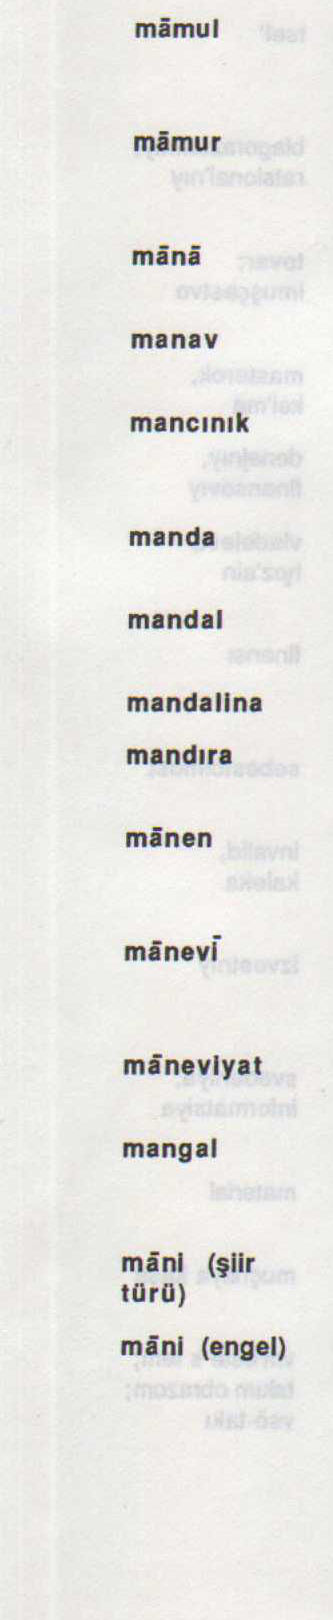 māmul
māmur
mānā
manav
mancınık
manda
mandal
mandalina
mandıra
mānen
mānevī
māneviyat
mangal
māni (şiir
türü)
māni (engel)